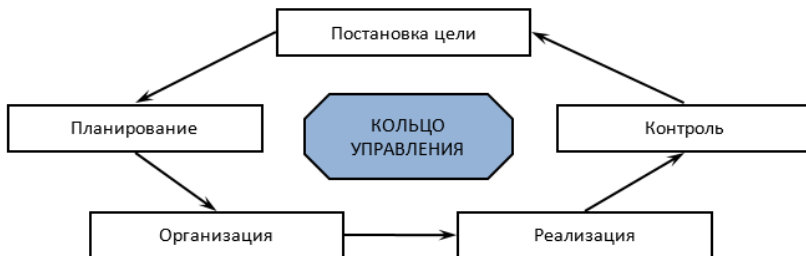 Постановка цели
Планирование
КОЛЬЦО
УПРАВЛЕНИЯ
Контроль
Организация
Реализация